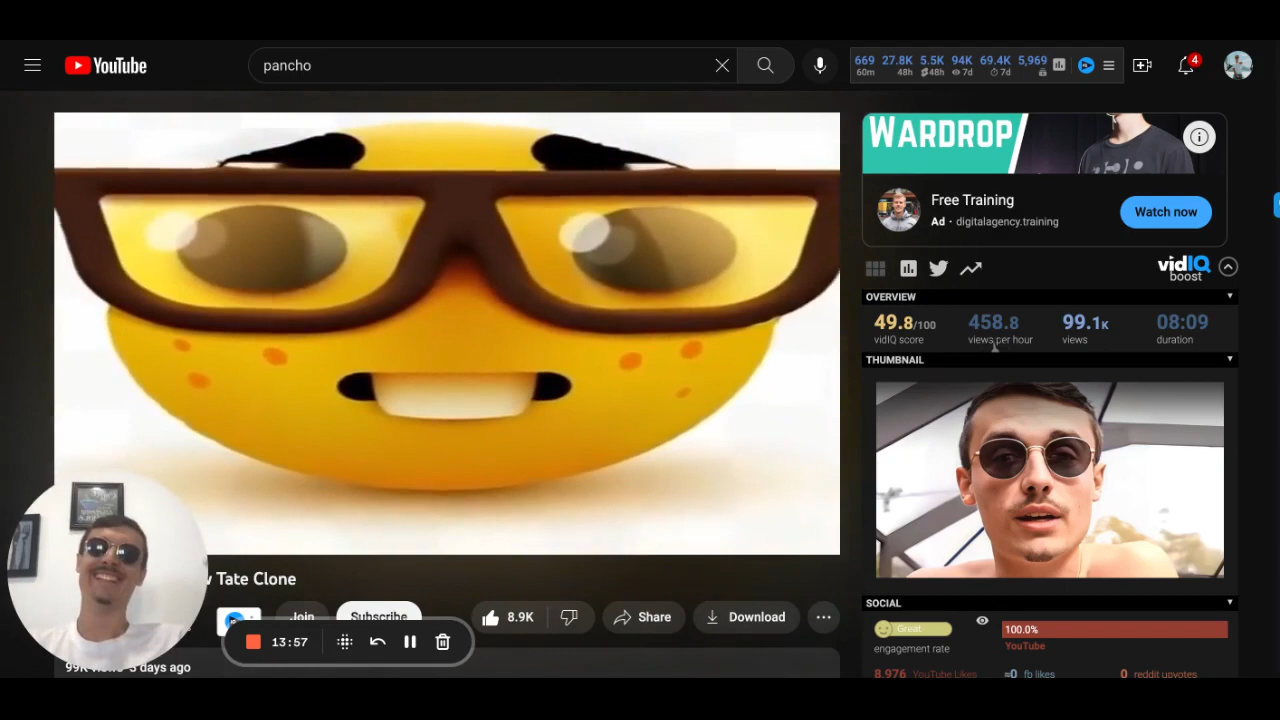 YouTube
pancho
669 27.8K 5.5K 94K 69.4K 5,969
60m 48h 48h 7d 7d
4
WARDROP
Free Training
Ad · digitalagency.training
Watch now
vidIQ
boost
OVERVIEW
49.8/100 458.8 99.1K 08:09
vidIQ score views per hour views duration
THUMBNAIL
Tate Clone
Join Subscribe 8.9K Share Download
13:57
99K views 3 days ago
SOCIAL
Great 100.0%
engagement rate YouTube
8,976 YouTube Likes ≈0 fb likes 0 reddit upvotes